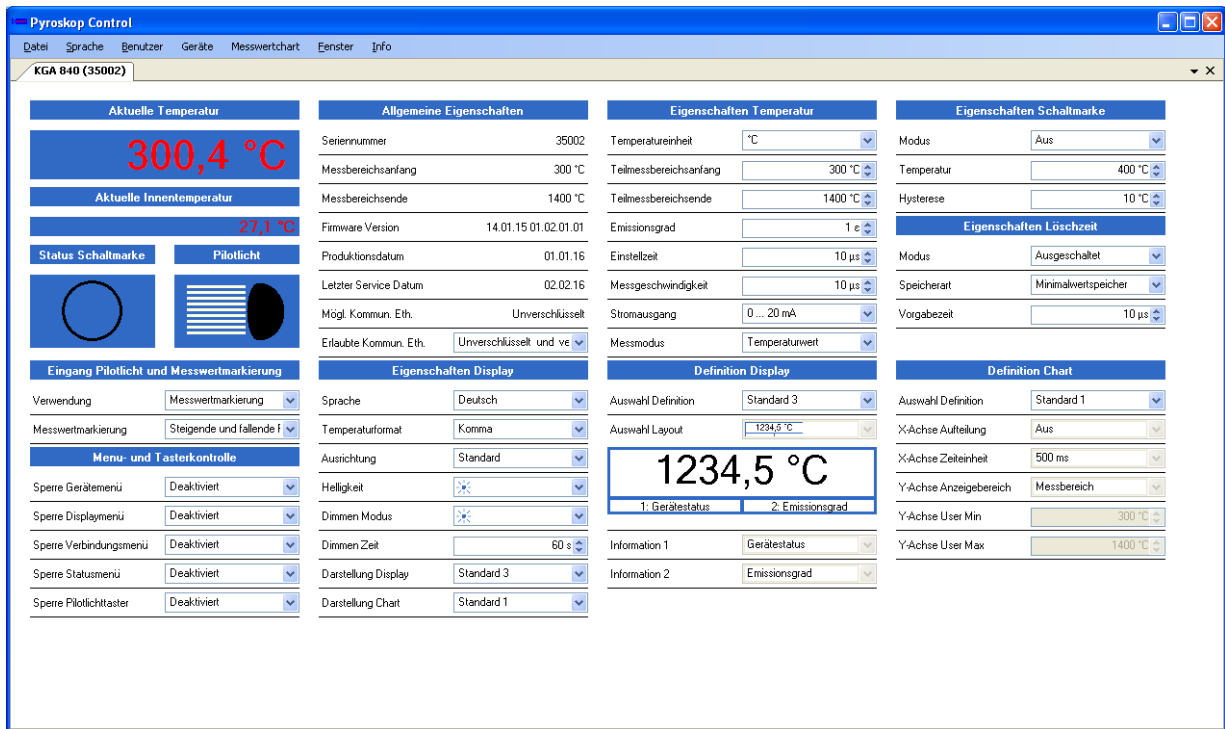 Pyroskop Control
Datei Sprache Benutzer Geräte Messwertchart Fenster Info
KGA 840 (35002)
Aktuelle Temperatur
300,4 °C
Aktuelle Innentemperatur
27,1 °C
Status Schaltmarke Pilotlicht
Eingang Pilotlicht und Messwertmarkierung
Verwendung Messwertmarkierung
Messwertmarkierung Steigende und fallende F
Menu- und Tasterkontrolle
Sperre Gerätemenü Deaktiviert
Sperre Displaymenü Deaktiviert
Sperre Verbindungsmenü Deaktiviert
Sperre Statusmenü Deaktiviert
Sperre Pilotlichttaster Deaktiviert
Allgemeine Eigenschaften
Seriennummer 35002
Messbereichsanfang 300 °C
Messbereichsende 1400 °C
Firmware Version 14.01.15 01.02.01.01
Produktionsdatum 01.01.16
Letzter Service Datum 02.02.16
Mögl. Kommun. Eth. Unverschlüsselt
Erlaubte Kommun. Eth. Unverschlüsselt und ve
Eigenschaften Display
Sprache Deutsch
Temperaturformat Komma
Ausrichtung Standard
Helligkeit
Dimmen Modus
Dimmen Zeit 60 s
Darstellung Display Standard 3
Darstellung Chart Standard 1
Eigenschaften Temperatur
Temperatureinheit °C
Teilmessbereichsanfang 300 °C
Teilmessbereichsende 1400 °C
Emissionsgrad 1 ε
Einstellzeit 10 µs
Messgeschwindigkeit 10 µs
Stromausgang 0 ... 20 mA
Messmodus Temperaturwert
Definition Display
Auswahl Definition Standard 3
Auswahl Layout 1234,5 °C
1234,5 °C
1: Gerätestatus 2: Emissionsgrad
Information 1 Gerätestatus
Information 2 Emissionsgrad
Eigenschaften Schaltmarke
Modus Aus
Temperatur 400 °C
Hysterese 10 °C
Eigenschaften Löschzeit
Modus Ausgeschaltet
Speicherart Minimalwertspeicher
Vorgabezeit 10 µs
Definition Chart
Auswahl Definition Standard 1
X-Achse Aufteilung Aus
X-Achse Zeiteinheit 500 ms
Y-Achse Anzeigebereich Messbereich
Y-Achse User Min 300 °C
Y-Achse User Max 1400 °C